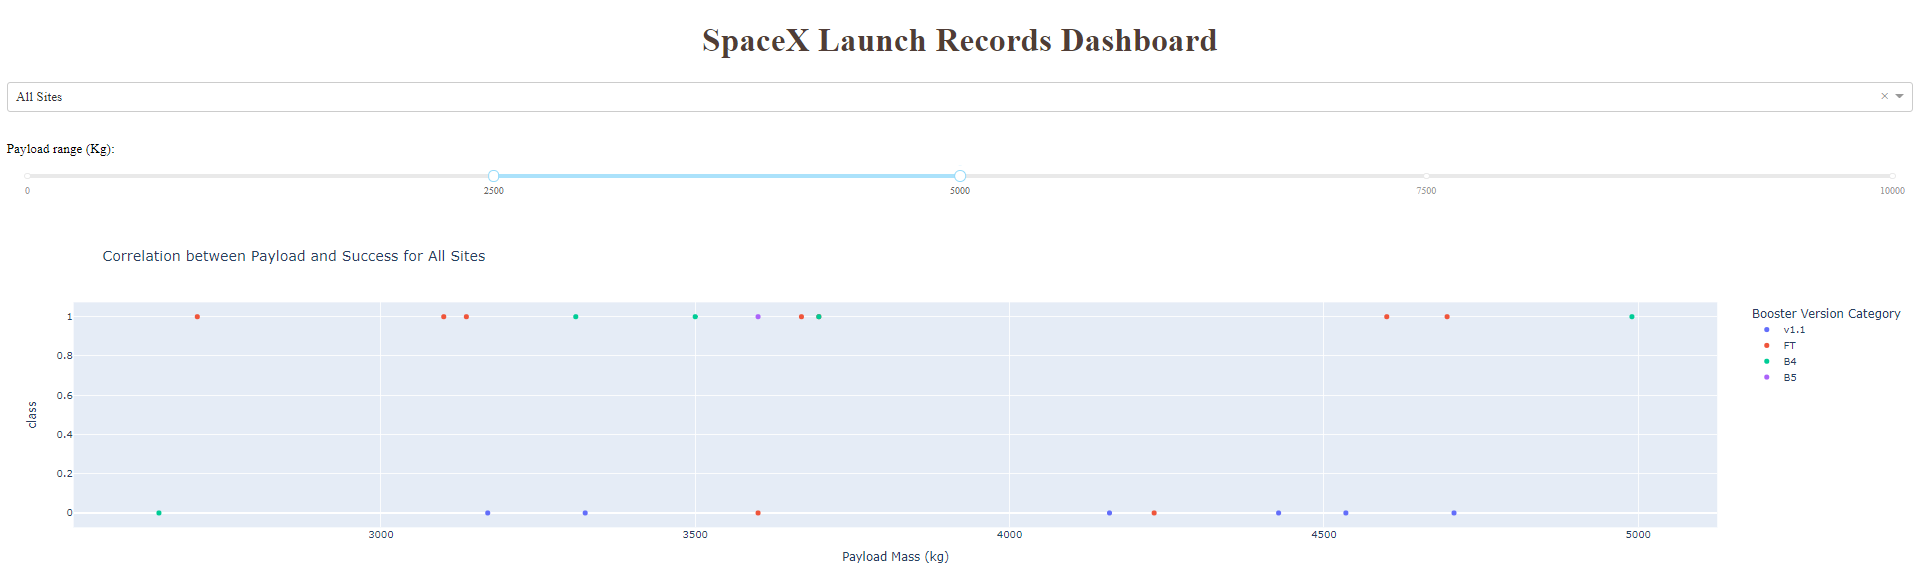 SpaceX Launch Records Dashboard
All Sites
×
Payload range (Kg):
0 2500 5000 7500 10000
Correlation between Payload and Success for All Sites
Booster Version Category
v1.1
FT
B4
B5
1
0.8
0.6
0.4
0.2
0
class
3000 3500 4000 4500 5000
Payload Mass (kg)